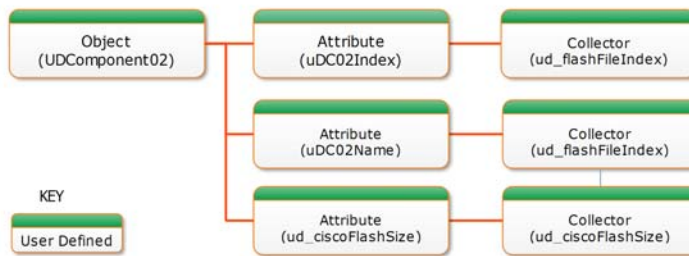 Object
(UDComponent02)
Attribute
(uDC02Index)
Collector
(ud_flashFileIndex)
Attribute
(uDC02Name)
Collector
(ud_flashFileIndex)
KEY
User Defined
Attribute
(ud_ciscoFlashSize)
Collector
(ud_ciscoFlashSize)